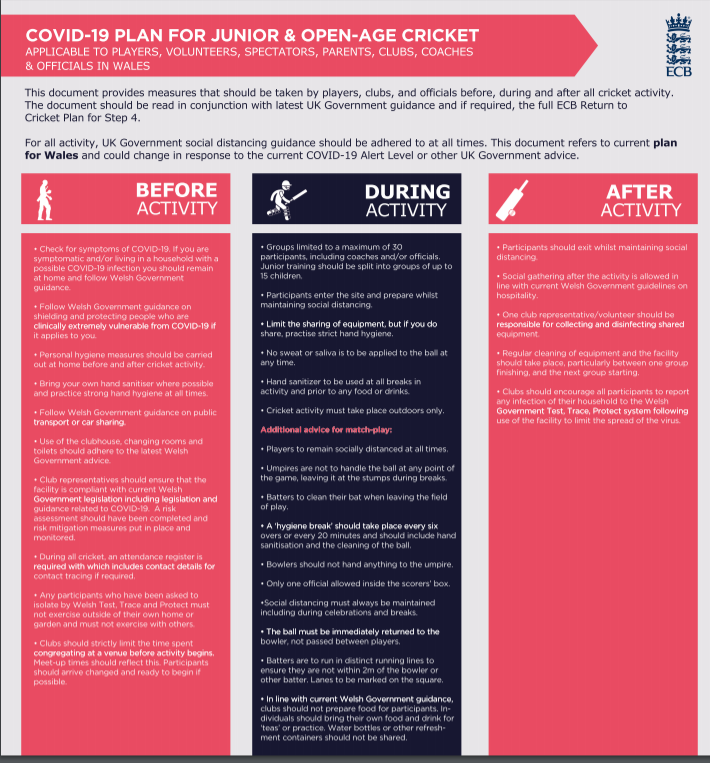 COVID-19 PLAN FOR JUNIOR & OPEN-AGE CRICKET
APPLICABLE TO PLAYERS, VOLUNTEERS, SPECTATORS, PARENTS, CLUBS, COACHES
& OFFICIALS IN WALES
ECB
This document provides measures that should be taken by players, clubs, and officials before, during and after all cricket activity.
The document should be read in conjunction with latest UK Government guidance and if required, the full ECB Return to
Cricket Plan for Step 4.
For all activity, UK Government social distancing guidance should be adhered to at all times. This document refers to current plan
for Wales and could change in response to the current COVID-19 Alert Level or other UK Government advice.
BEFORE
ACTIVITY
• Check for symptoms of COVID-19. If you are
symptomatic and/or living in a household with a
possible COVID-19 infection you should remain
at home and follow Welsh Government
guidance.
• Follow Welsh Government guidance on
shielding and protecting people who are
clinically extremely vulnerable from COVID-19 if
it applies to you.
• Personal hygiene measures should be carried
out at home before and after cricket activity.
• Bring your own hand sanitiser where possible
and practice strong hand hygiene at all times.
• Follow Welsh Government guidance on public
transport or car sharing.
• Use of the clubhouse, changing rooms and
toilets should adhere to the latest Welsh
Government advice.
• Club representatives should ensure that the
facility is compliant with current Welsh
Government legislation including legislation and
guidance related to COVID-19. A risk
assessment should have been completed and
risk mitigation measures put in place and
monitored.
• During all cricket, an attendance register is
required with which includes contact details for
contact tracing if required.
• Any participants who have been asked to
isolate by Welsh Test, Trace and Protect must
not exercise outside of their own home or
garden and must not exercise with others.
• Clubs should strictly limit the time spent
congregating at a venue before activity begins.
Meet-up times should reflect this. Participants
should arrive changed and ready to begin if
possible.
DURING
ACTIVITY
• Groups limited to a maximum of 30
participants, including coaches and/or officials.
Junior training should be split into groups of up to
15 children.
• Participants enter the site and prepare whilst
maintaining social distancing.
• Limit the sharing of equipment, but if you do
share, practise strict hand hygiene.
• No sweat or saliva is to be applied to the ball at
any time.
• Hand sanitizer to be used at all breaks in
activity and prior to any food or drinks.
• Cricket activity must take place outdoors only.
Additional advice for match-play:
• Players to remain socially distanced at all times.
• Umpires are not to handle the ball at any point of
the game, leaving it at the stumps during breaks.
• Batters to clean their bat when leaving the field
of play.
• A 'hygiene break' should take place every six
overs or every 20 minutes and should include hand
sanitisation and the cleaning of the ball.
• Bowlers should not hand anything to the umpire.
• Only one official allowed inside the scorers' box.
•Social distancing must always be maintained
including during celebrations and breaks.
• The ball must be immediately returned to the
bowler, not passed between players.
• Batters are to run in distinct running lines to
ensure they are not within 2m of the bowler or
other batter. Lanes to be marked on the square.
• In line with current Welsh Government guidance,
clubs should not prepare food for participants. In-
dividuals should bring their own food and drink for
'teas' or practice. Water bottles or other refresh-
ment containers should not be shared.
AFTER
ACTIVITY
• Participants should exit whilst maintaining social
distancing.
• Social gathering after the activity is allowed in
line with current Welsh Government guidelines on
hospitality.
• One club representative/volunteer should be
responsible for collecting and disinfecting shared
equipment.
• Regular cleaning of equipment and the facility
should take place, particularly between one group
finishing, and the next group starting.
• Clubs should encourage all participants to report
any infection of their household to the Welsh
Government Test, Trace, Protect system following
use of the facility to limit the spread of the virus.